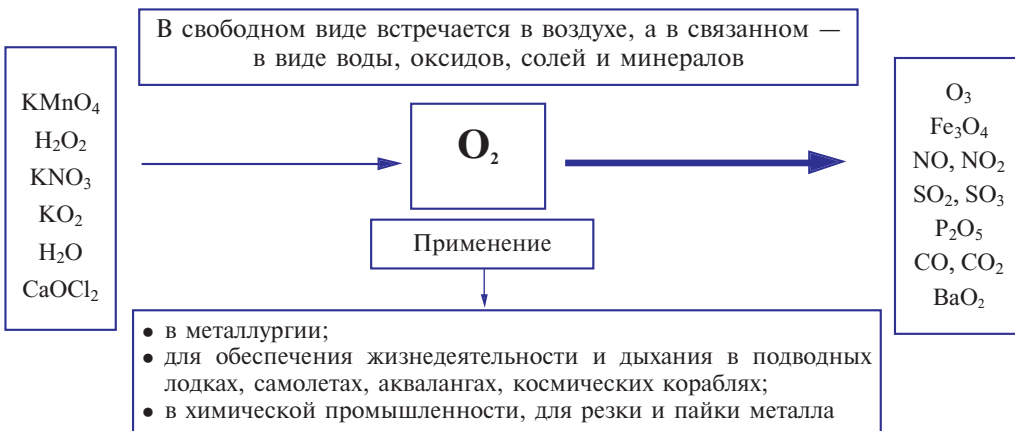 В свободном виде встречается в воздухе, а в связанном —
в виде воды, оксидов, солей и минералов
KMnO₄
H₂O₂
KNO₃
KO₂
H₂O
CaOCl₂
O₂
O₃
Fe₃O₄
NO, NO₂
SO₂, SO₃
P₂O₅
CO, CO₂
BaO₂
Применение
• в металлургии;
• для обеспечения жизнедеятельности и дыхания в подводных
лодках, самолетах, аквалангах, космических кораблях;
• в химической промышленности, для резки и пайки металла